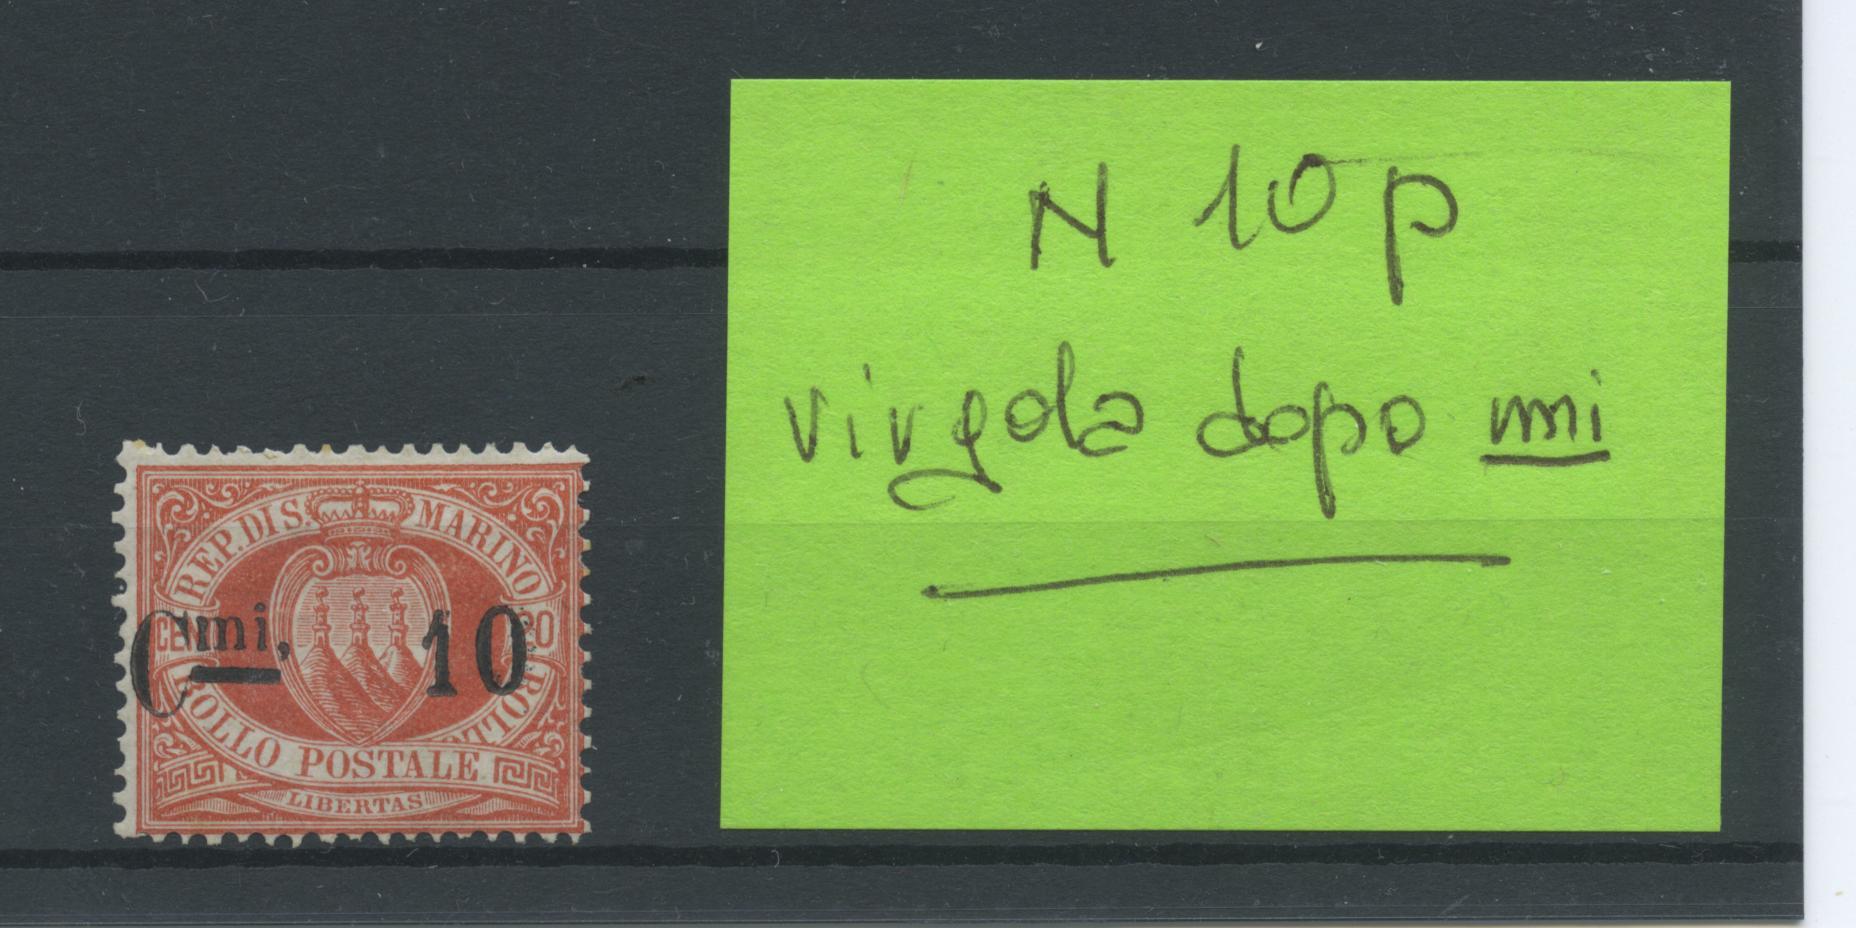 N 10 p
virgola dopo mi
REP. DI S. MARINO
Cmi, 10
BOLLO POSTALE
LIBERTAS